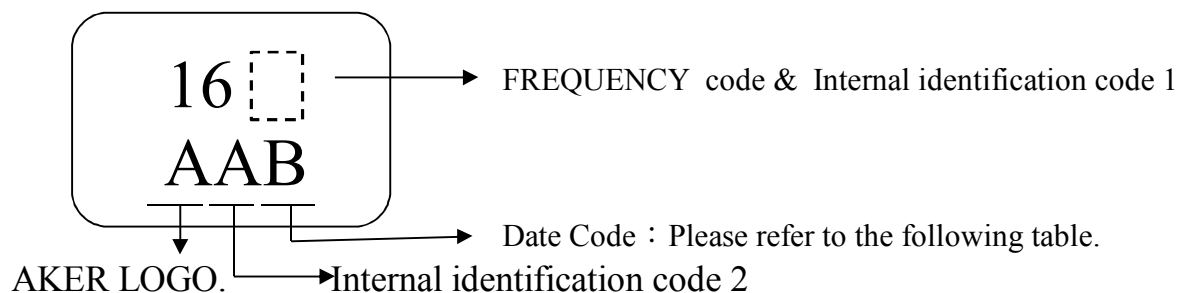 16
FREQUENCY code & Internal identification code 1
AAB
Date Code：Please refer to the following table.
AKER LOGO.
Internal identification code 2